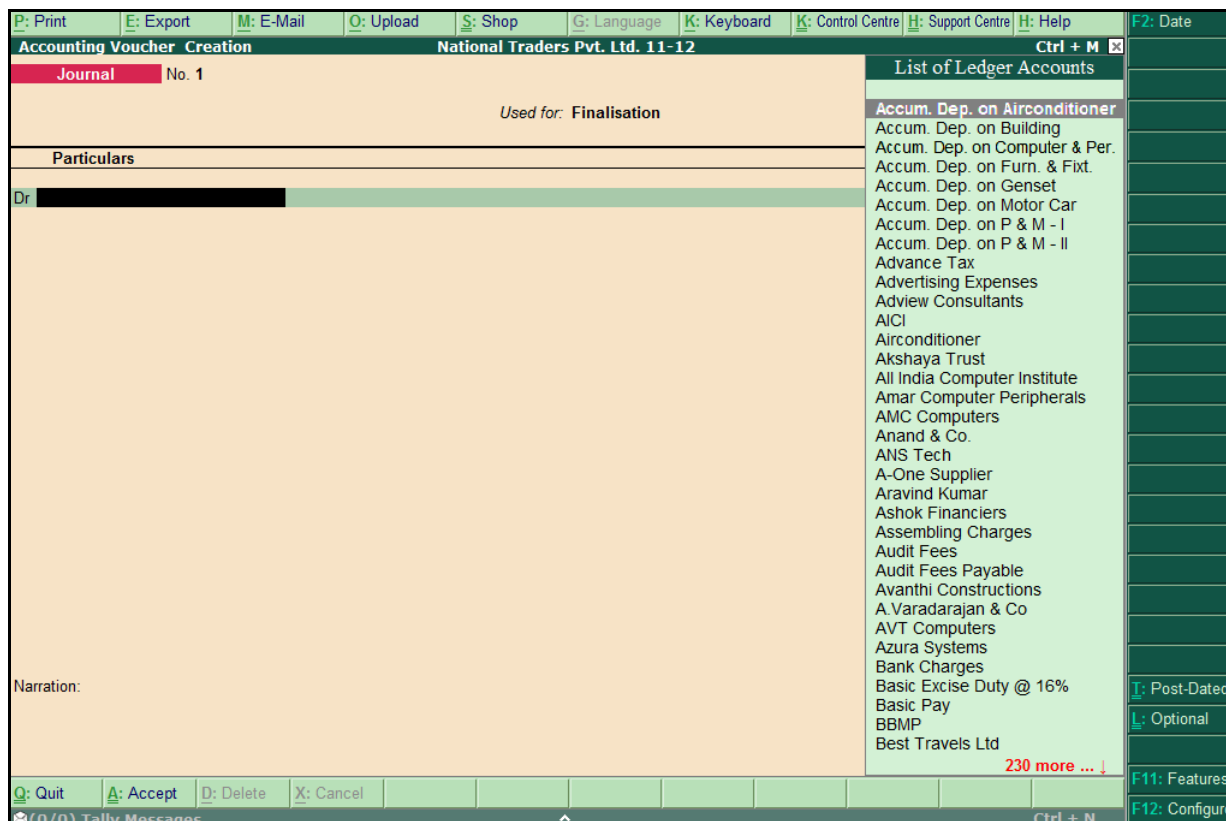 P: Print E: Export M: E-Mail O: Upload S: Shop G: Language K: Keyboard K: Control Centre H: Support Centre H: Help F2: Date
Accounting Voucher Creation National Traders Pvt. Ltd. 11-12 Ctrl + M
Journal No. 1
Used for: Finalisation
Particulars
Dr
Narration:
List of Ledger Accounts
Accum. Dep. on Airconditioner
Accum. Dep. on Building
Accum. Dep. on Computer & Per.
Accum. Dep. on Furn. & Fixt.
Accum. Dep. on Genset
Accum. Dep. on Motor Car
Accum. Dep. on P & M - I
Accum. Dep. on P & M - II
Advance Tax
Advertising Expenses
Adview Consultants
AICI
Airconditioner
Akshaya Trust
All India Computer Institute
Amar Computer Peripherals
AMC Computers
Anand & Co.
ANS Tech
A-One Supplier
Aravind Kumar
Ashok Financiers
Assembling Charges
Audit Fees
Audit Fees Payable
Avanthi Constructions
A.Varadarajan & Co
AVT Computers
Azura Systems
Bank Charges
Basic Excise Duty @ 16%
Basic Pay
BBMP
Best Travels Ltd
230 more ... ↓
T: Post-Dated
L: Optional
F11: Features
F12: Configure
Q: Quit A: Accept D: Delete X: Cancel
(0/0) Tally Messages Ctrl + N